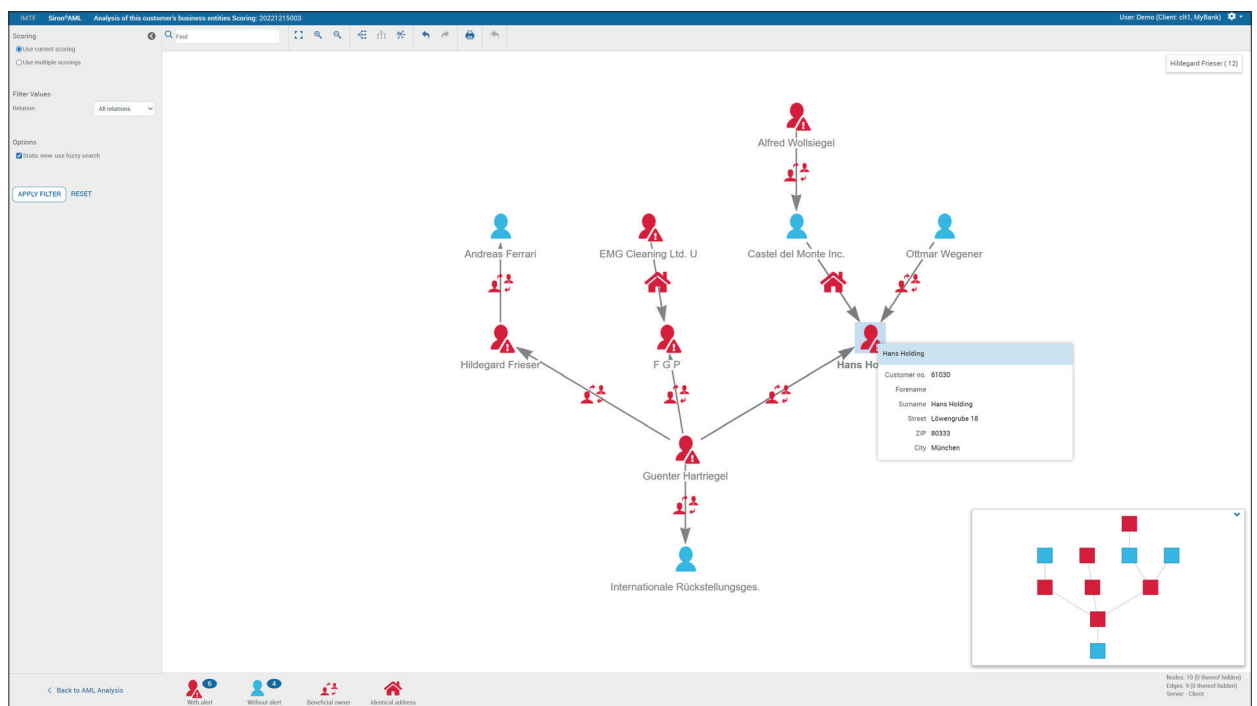 IMTF Siron®AML Analysis of this customer's business entities Scoring: 20221215003 User Demo (Client: clt1, MyBank)
Scoring
Use current scoring
Use multiple scorings
Filter Values
Relation All relations
Options
Static view: use fuzzy search
APPLY FILTER RESET
Find
Hildegard Frieser ( 12)
Alfred Wollsiegel
Andreas Ferrari EMG Cleaning Ltd. U Castel del Monte Inc. Ottmar Wegener
Hildegard Frieser F G P Hans Ho
Hans Holding
Customer no. 61030
Forename
Surname Hans Holding
Street Löwengrube 18
ZIP 80333
City München
Guenter Hartriegel
Internationale Rückstellungsges.
Back to AML Analysis
6 4
With alert Without alert Beneficial owner Identical address
Nodes: 10 (0 thereof hidden)
Edges: 9 (0 thereof hidden)
Server: - Client: -